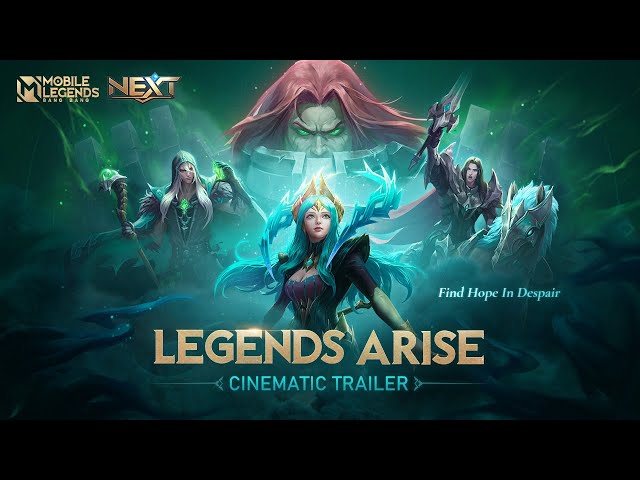 MOBILE
LEGENDS
BANG BANG
NEXT
Find Hope In Despair
LEGENDS ARISE
CINEMATIC TRAILER